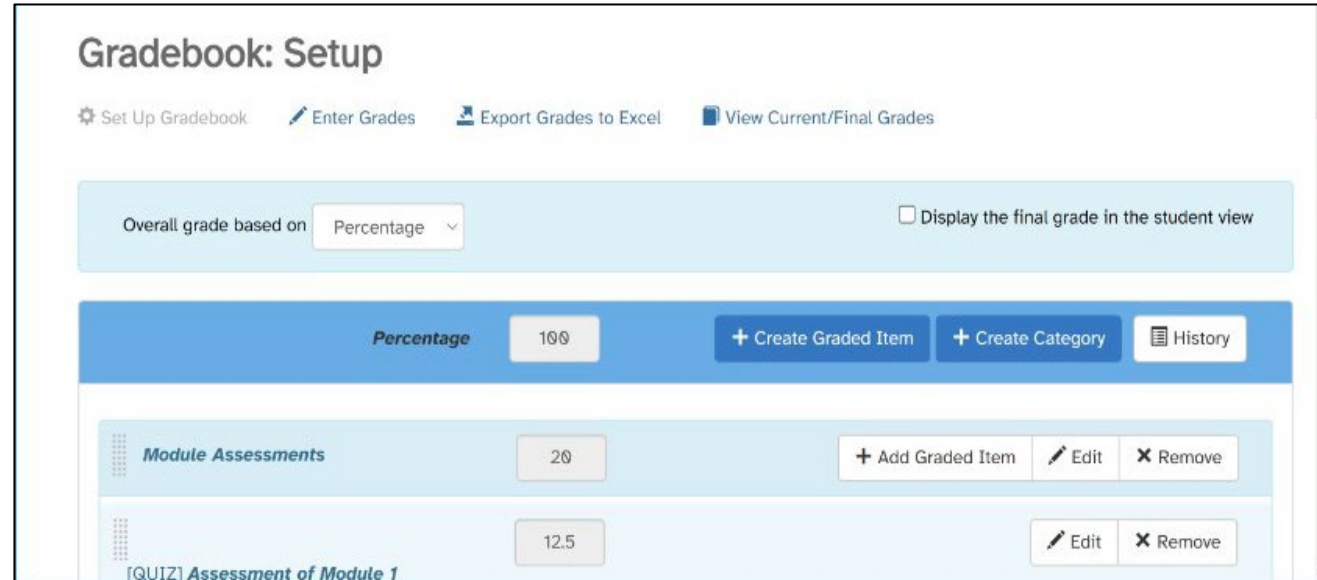 Gradebook: Setup
Set Up Gradebook Enter Grades Export Grades to Excel View Current/Final Grades
Overall grade based on Percentage Display the final grade in the student view
Percentage 100 + Create Graded Item + Create Category History
Module Assessments 20 + Add Graded Item Edit Remove
12.5 Edit Remove
[QUIZ] Assessment of Module 1